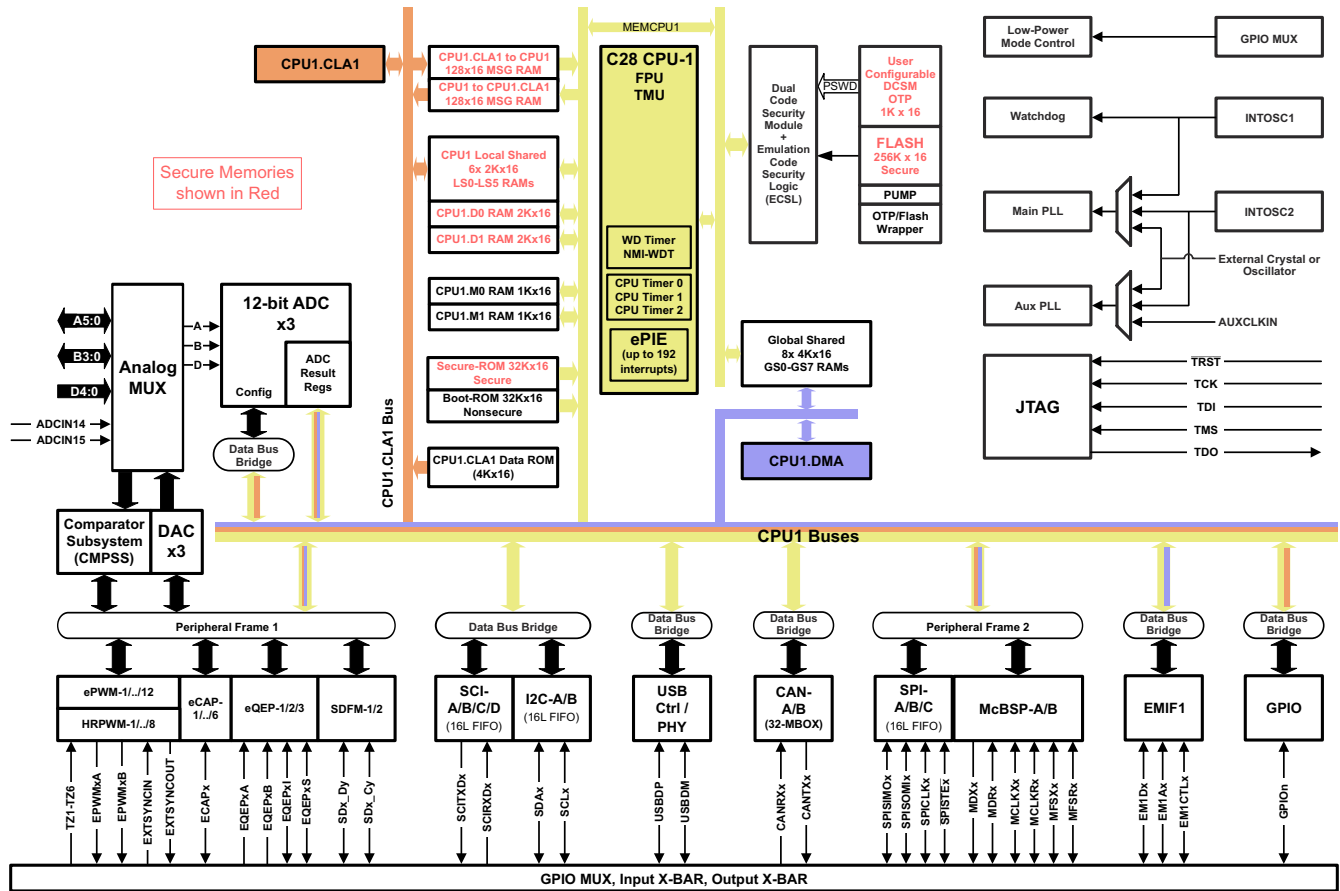 MEMCPU1
CPU1.CLA1
CPU1.CLA1 to CPU1
128x16 MSG RAM
CPU1 to CPU1.CLA1
128x16 MSG RAM
C28 CPU-1
FPU
TMU
Dual
Code
Security
Module
+
Emulation
Code
Security
Logic
(ECSL)
PSWD
User
Configurable
DCSM
OTP
1K x 16
FLASH
256K x 16
Secure
PUMP
OTP/Flash
Wrapper
Low-Power
Mode Control
GPIO MUX
Watchdog
INTOSC1
Main PLL
INTOSC2
External Crystal or
Oscillator
Aux PLL
AUXCLKIN
Secure Memories
shown in Red
CPU1 Local Shared
6x 2Kx16
LS0-LS5 RAMs
CPU1.D0 RAM 2Kx16
CPU1.D1 RAM 2Kx16
WD Timer
NMI-WDT
CPU Timer 0
CPU Timer 1
CPU Timer 2
ePIE
(up to 192
interrupts)
CPU1.M0 RAM 1Kx16
CPU1.M1 RAM 1Kx16
Secure-ROM 32Kx16
Secure
Boot-ROM 32Kx16
Nonsecure
CPU1.CLA1 Data ROM
(4Kx16)
CPU1.CLA1 Bus
Global Shared
8x 4Kx16
GS0-GS7 RAMs
CPU1.DMA
JTAG
TRST
TCK
TDI
TMS
TDO
A5:0
B3:0
D4:0
ADCIN14
ADCIN15
Analog
MUX
A
B
D
12-bit ADC
x3
ADC
Result
Regs
Config
Data Bus
Bridge
Comparator
Subsystem
(CMPSS)
DAC
x3
CPU1 Buses
Peripheral Frame 1
Data Bus Bridge
Data Bus
Bridge
Data Bus
Bridge
Peripheral Frame 2
Data Bus
Bridge
Data Bus
Bridge
ePWM-1/../12
HRPWM-1/../8
eCAP-
1/../6
eQEP-1/2/3
SDFM-1/2
SCI-
A/B/C/D
(16L FIFO)
I2C-A/B
(16L FIFO)
USB
Ctrl /
PHY
CAN-
A/B
(32-MBOX)
SPI-
A/B/C
(16L FIFO)
McBSP-A/B
EMIF1
GPIO
TZ1-TZ6
EPWMxA
EPWMxB
EXTSYNCIN
EXTSYNCOUT
ECAPx
EQEPxA
EQEPxB
EQEPxI
EQEPxS
SDx_Dy
SDx_Cy
SCITXDx
SCIRXDx
SDAx
SCLx
USBDP
USBDM
CANRXx
CANTXx
SPISIMOx
SPISOMIx
SPICLKx
SPISTEx
MDXx
MDRx
MCLKXx
MCLKRx
MFSXx
MFSRx
EM1Dx
EM1Ax
EM1CTLx
GPIOn
GPIO MUX, Input X-BAR, Output X-BAR